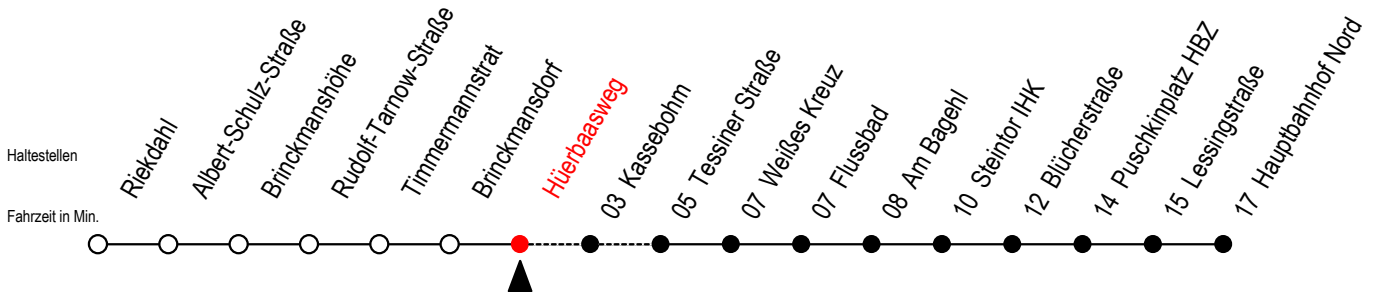 Haltestellen
Fahrzeit in Min.
Riekdahl
Albert-Schulz-Straße
Brinckmanshöhe
Rudolf-Tarnow-Straße
Timmermannstrat
Brinckmansdorf
Hüerbaasweg
03 Kassebohm
05 Tessiner Straße
07 Weißes Kreuz
07 Flussbad
08 Am Bagehl
10 Steintor IHK
12 Blücherstraße
14 Puschkinplatz HBZ
15 Lessingstraße
17 Hauptbahnhof Nord